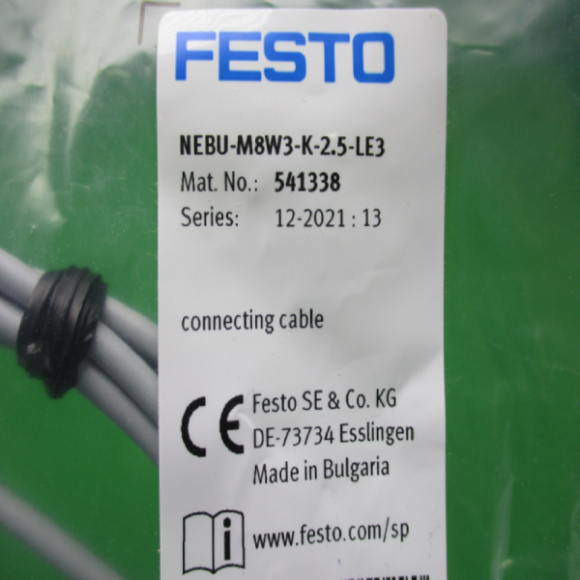 FESTO
NEBU-M8W3-K-2.5-LE3
Mat. No.: 541338
Series: 12-2021 : 13
connecting cable
CE Festo SE & Co. KG
DE-73734 Esslingen
Made in Bulgaria
i www.festo.com/sp